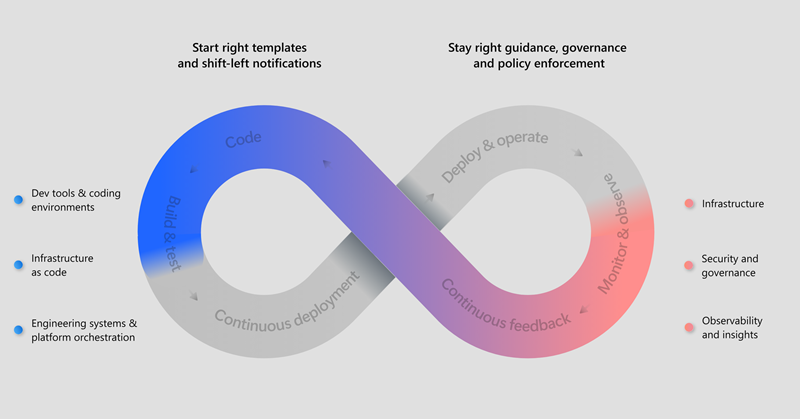 Start right templates
and shift-left notifications
Stay right guidance, governance
and policy enforcement
Code
Deploy & operate
Build & test
Monitor & observe
Continuous deployment
Continuous feedback
Dev tools & coding
environments
Infrastructure
as code
Engineering systems &
platform orchestration
Infrastructure
Security and
governance
Observability
and insights